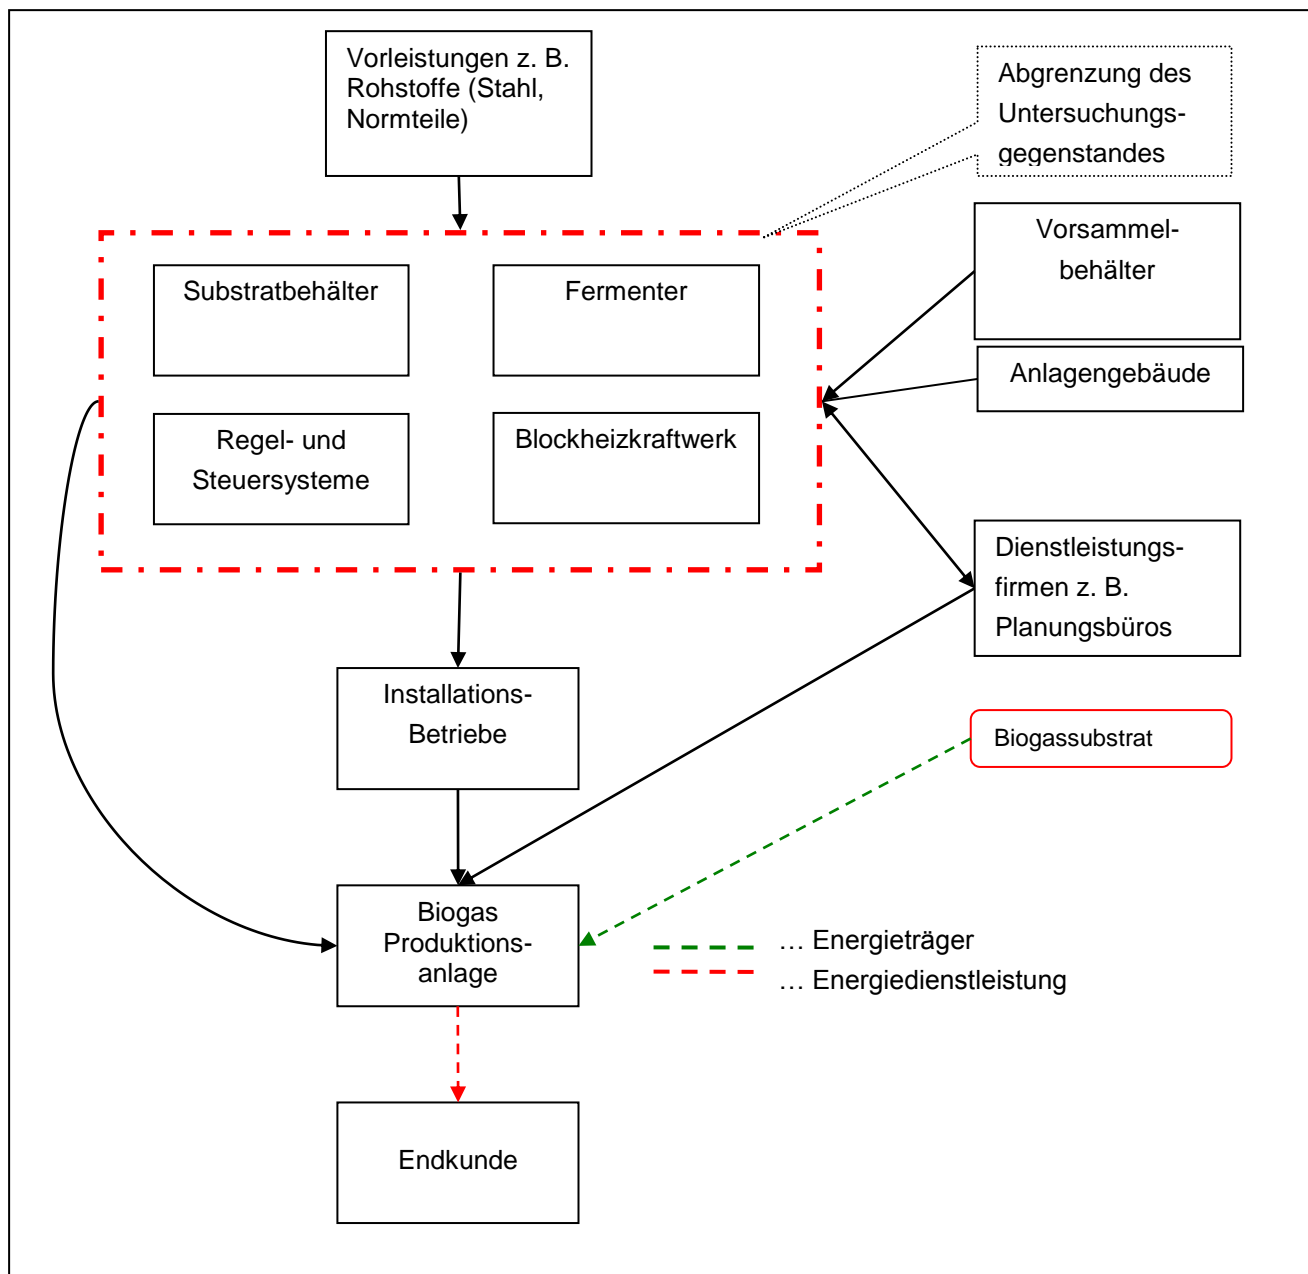 Vorleistungen z. B.
Rohstoffe (Stahl,
Normteile)
Abgrenzung des
Untersuchungs-
gegenstandes
Vorsammel-
behälter
Substratbehälter
Fermenter
Anlagengebäude
Regel- und
Steuersysteme
Blockheizkraftwerk
Dienstleistungs-
firmen z. B.
Planungsbüros
Installations-
Betriebe
Biogassubstrat
Biogas
Produktions-
anlage
... Energieträger
... Energiedienstleistung
Endkunde